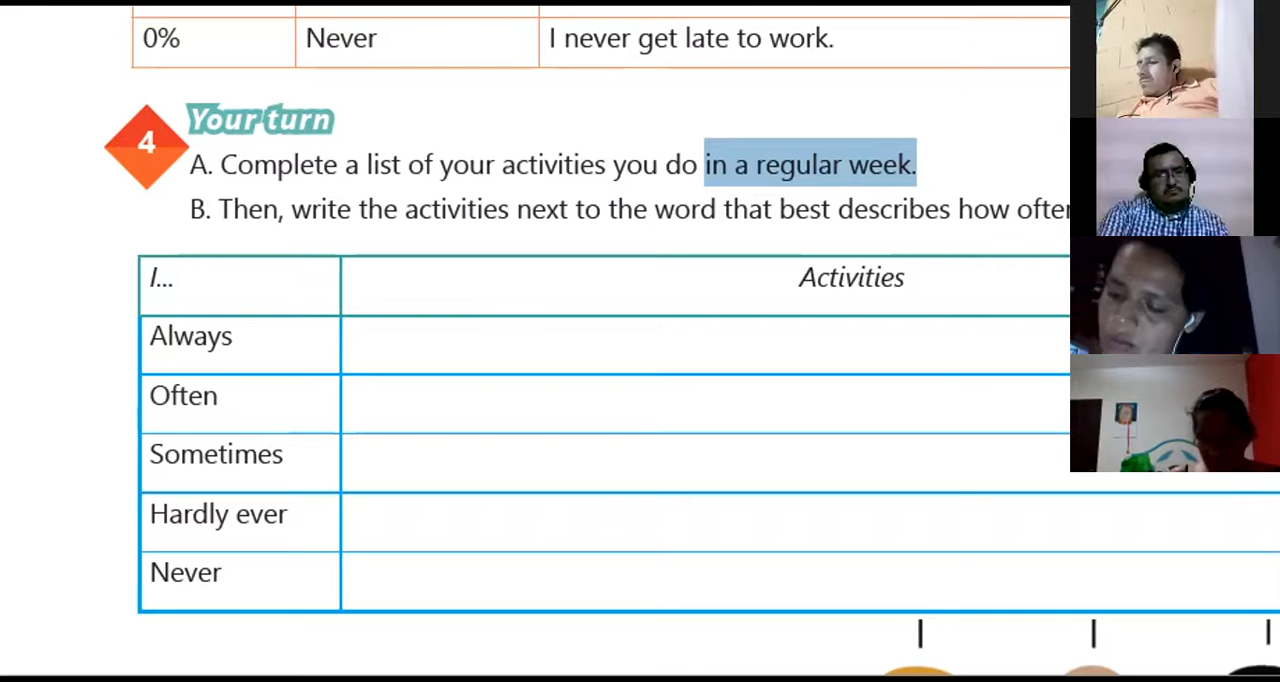 0% Never I never get late to work.
4 Your turn
A. Complete a list of your activities you do in a regular week.
B. Then, write the activities next to the word that best describes how
I... Activities
Always
Often
Sometimes
Hardly ever
Never